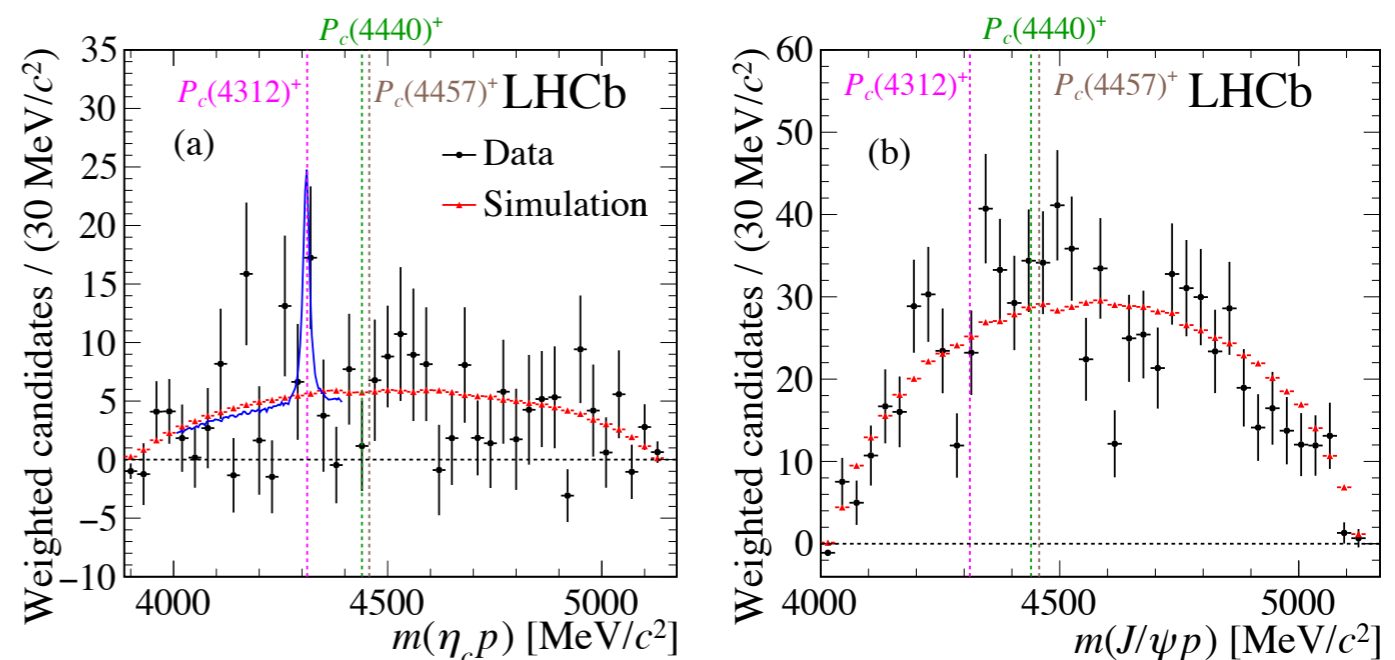 P_c(4440)^+
P_c(4312)^+
P_c(4457)^+ LHCb
(a)
Data
Simulation
35
30
25
20
15
10
5
0
−5
−10
Weighted candidates / (30 MeV/c^2)
4000 4500 5000
m(η_c p) [MeV/c^2]
P_c(4440)^+
P_c(4312)^+
P_c(4457)^+ LHCb
(b)
60
50
40
30
20
10
0
Weighted candidates / (30 MeV/c^2)
4000 4500 5000
m(J/ψp) [MeV/c^2]